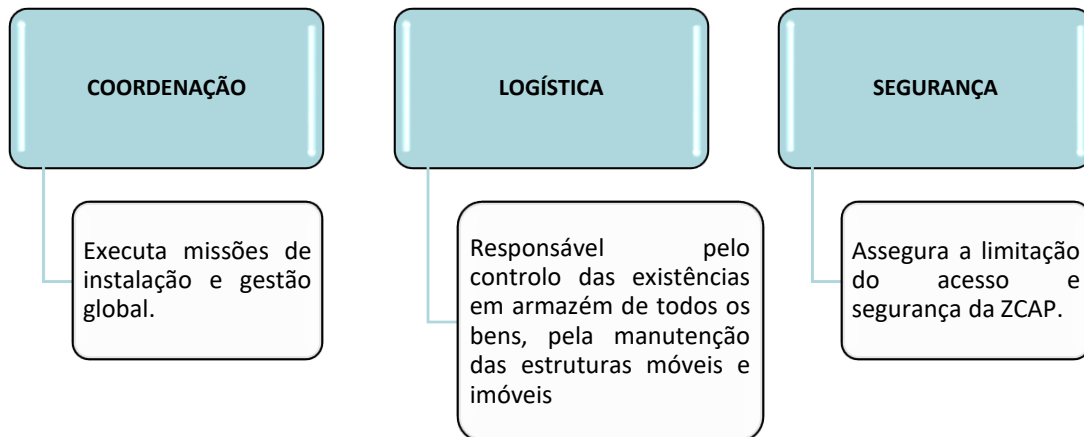 COORDENAÇÃO
Executa missões de
instalação e gestão
global.
LOGÍSTICA
Responsável pelo
controlo das existências
em armazém de todos os
bens, pela manutenção
das estruturas móveis e
imóveis
SEGURANÇA
Assegura a limitação
do acesso e
segurança da ZCAP.